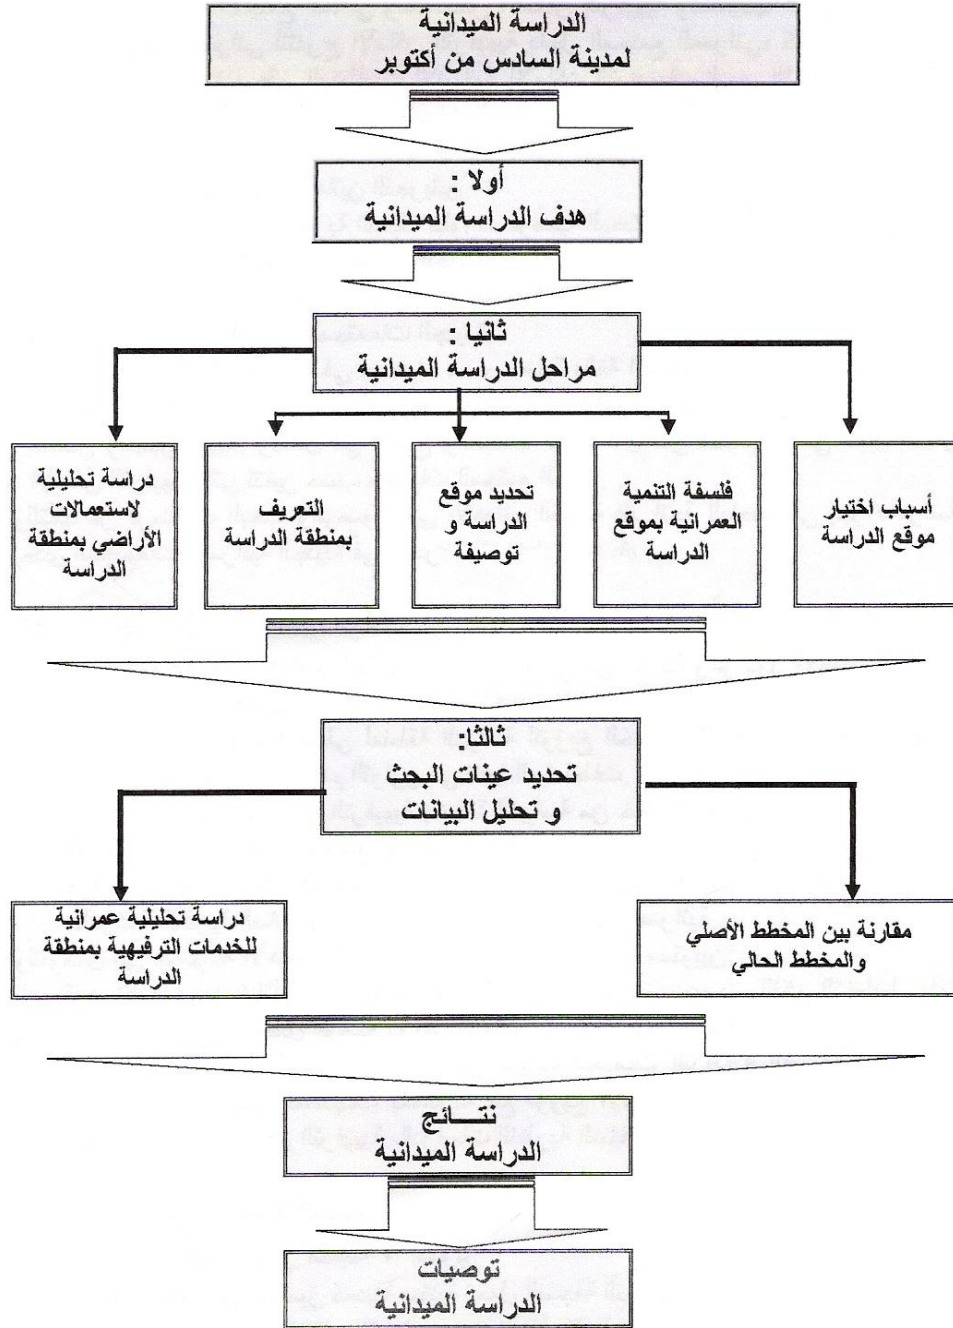 الدراسة الميدانية
لمدينة السادس من أكتوبر
أولا :
هدف الدراسة الميدانية
ثانيا :
مراحل الدراسة الميدانية
أسباب اختيار
موقع الدراسة
فلسفة التنمية
العمرانية بموقع
الدراسة
تحديد موقع
الدراسة و
توصيفة
التعريف
بمنطقة الدراسة
دراسة تحليلية
لاستعمالات
الأراضي بمنطقة
الدراسة
ثالثا:
تحديد عينات البحث
و تحليل البيانات
مقارنة بين المخطط الأصلي
والمخطط الحالي
دراسة تحليلية عمرانية
للخدمات الترفيهية بمنطقة
الدراسة
نتـــائج
الدراسة الميدانية
توصيات
الدراسة الميدانية